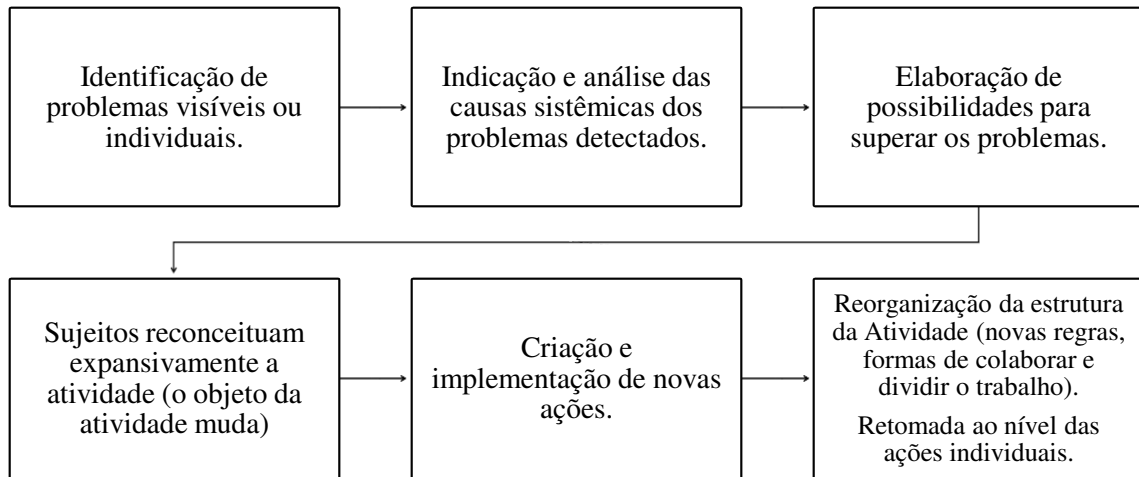 Identificação de
problemas visíveis ou
individuais.
Indicação e análise das
causas sistêmicas dos
problemas detectados.
Elaboração de
possibilidades para
superar os problemas.
Sujeitos reconceituam
expansivamente a
atividade (o objeto da
atividade muda)
Criação e
implementação de novas
ações.
Reorganização da estrutura
da Atividade (novas regras,
formas de colaborar e
dividir o trabalho).
Retomada ao nível das
ações individuais.